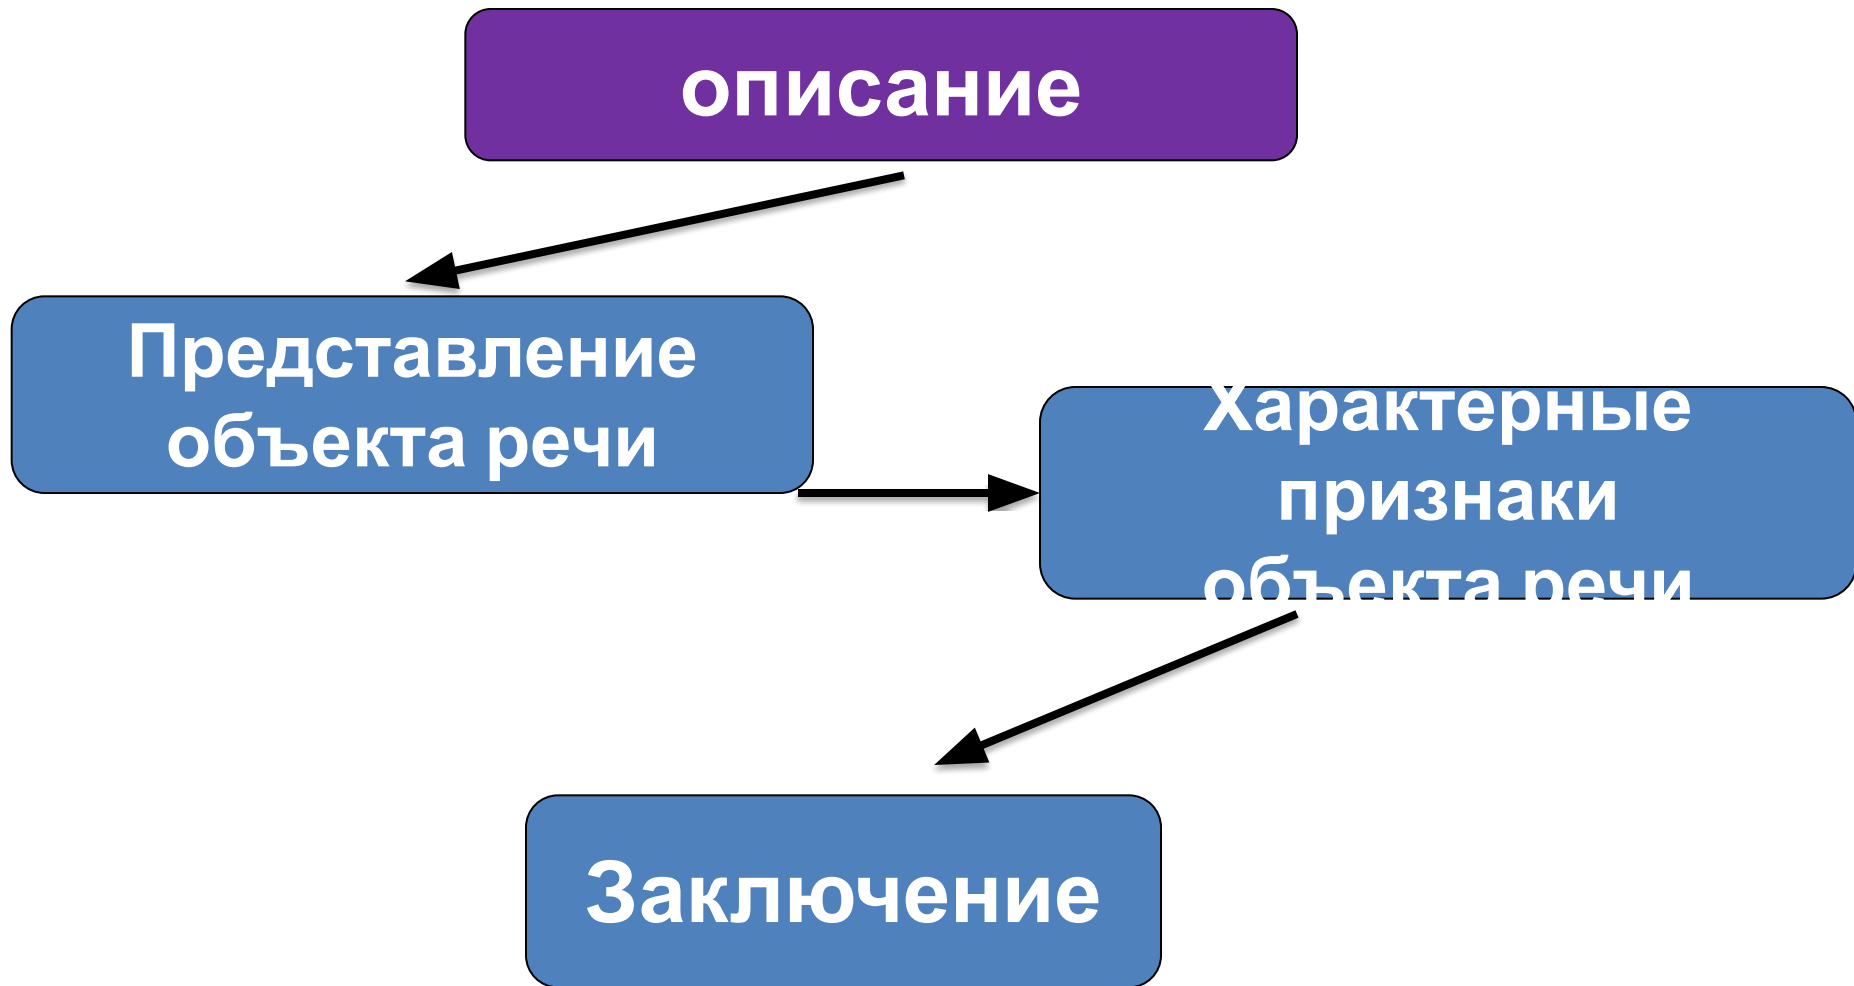 описание
Представление
объекта речи
Характерные
признаки
объекта речи
Заключение